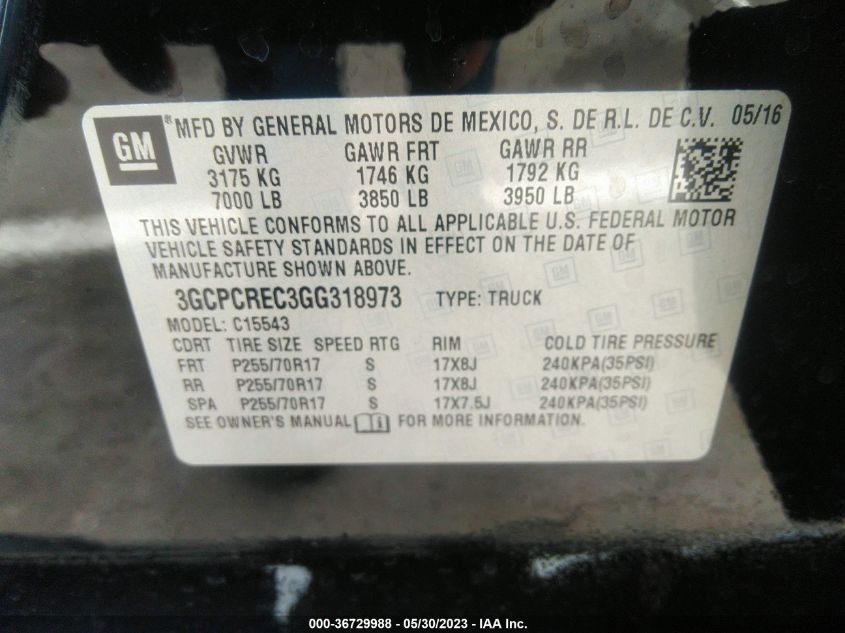 GM ® MFD BY GENERAL MOTORS DE MEXICO, S. DE R.L. DE C.V. 05/16
GVWR GAWR FRT GAWR RR
3175 KG 1746 KG 1792 KG
7000 LB 3850 LB 3950 LB
THIS VEHICLE CONFORMS TO ALL APPLICABLE U.S. FEDERAL MOTOR
VEHICLE SAFETY STANDARDS IN EFFECT ON THE DATE OF
MANUFACTURE SHOWN ABOVE.
3GCPCREC3GG318973 TYPE: TRUCK
MODEL: C15543
CDRT TIRE SIZE SPEED RTG RIM COLD TIRE PRESSURE
FRT P255/70R17 S 17X8J 240KPA(35PSI)
RR P255/70R17 S 17X8J 240KPA(35PSI)
SPA P255/70R17 S 17X7.5J 240KPA(35PSI)
SEE OWNER'S MANUAL FOR MORE INFORMATION.
000-36729988 - 05/30/2023 - IAA Inc.